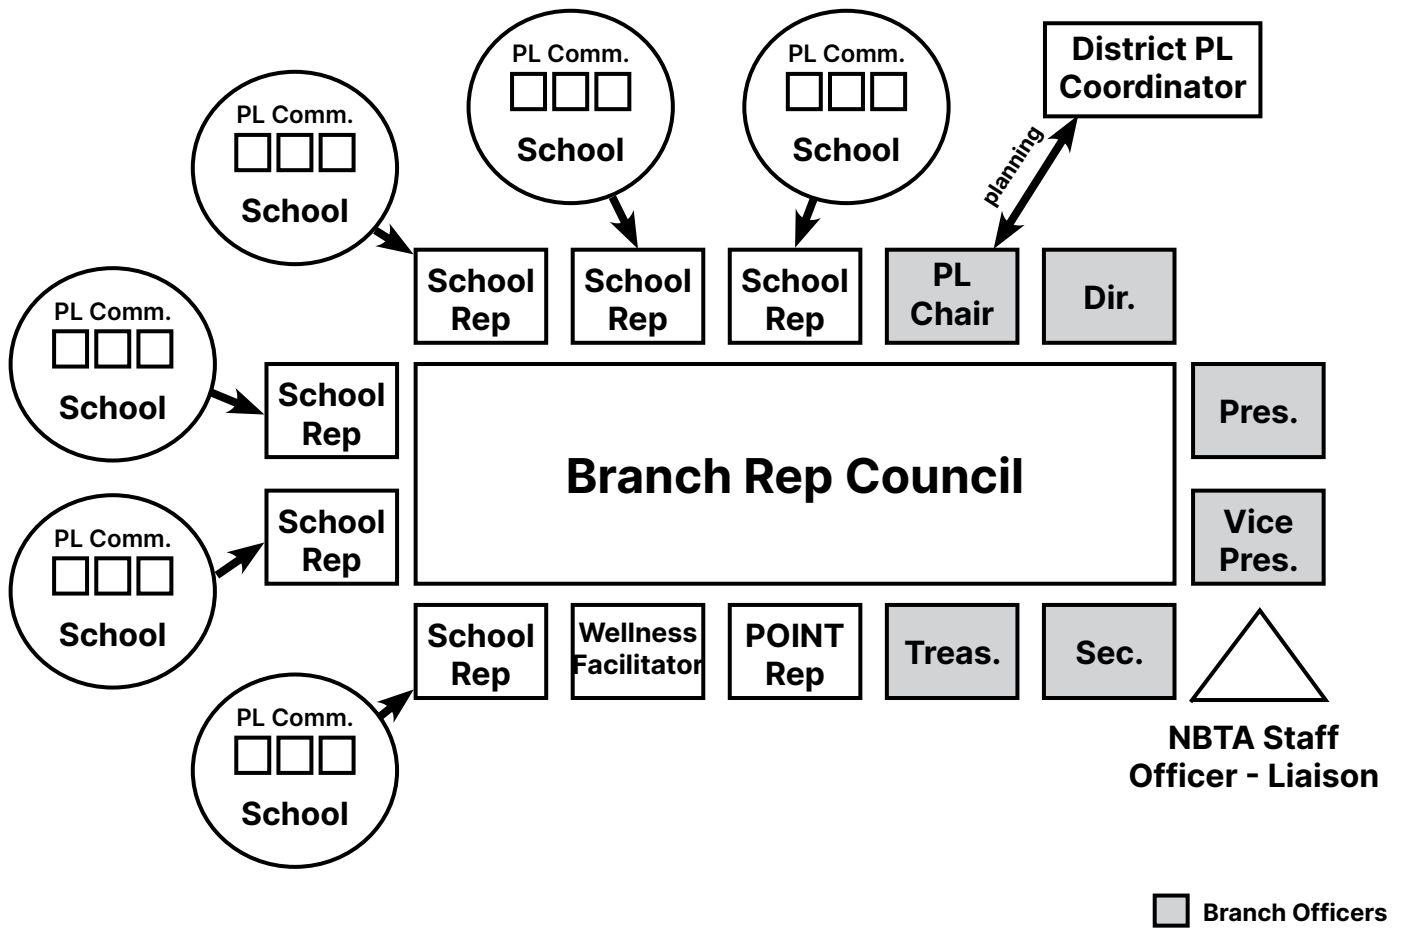 PL Comm.
School
PL Comm.
School
PL Comm.
School
District PL
Coordinator
planning
School
Rep
School
Rep
School
Rep
PL
Chair
Dir.
PL Comm.
School
School
Rep
Branch Rep Council
Pres.
PL Comm.
School
School
Rep
Vice
Pres.
School
Rep
Wellness
Facilitator
POINT
Rep
Treas.
Sec.
PL Comm.
School
NBTA Staff
Officer - Liaison
Branch Officers